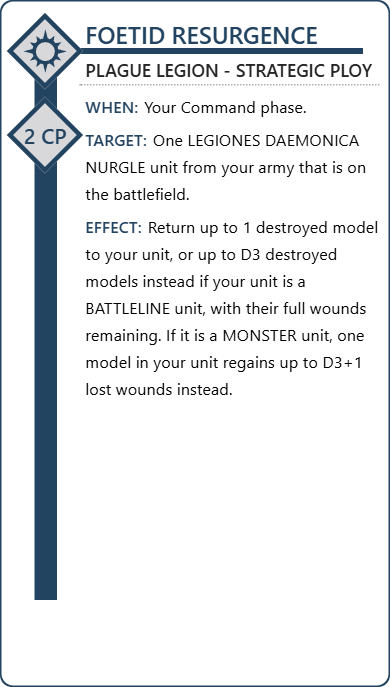 FOETID RESURGENCE
PLAGUE LEGION - STRATEGIC PLOY
WHEN: Your Command phase.
2 CP
TARGET: One LEGIONES DAEMONICA
NURGLE unit from your army that is on
the battlefield.
EFFECT: Return up to 1 destroyed model
to your unit, or up to D3 destroyed
models instead if your unit is a
BATTLELINE unit, with their full wounds
remaining. If it is a MONSTER unit, one
model in your unit regains up to D3+1
lost wounds instead.